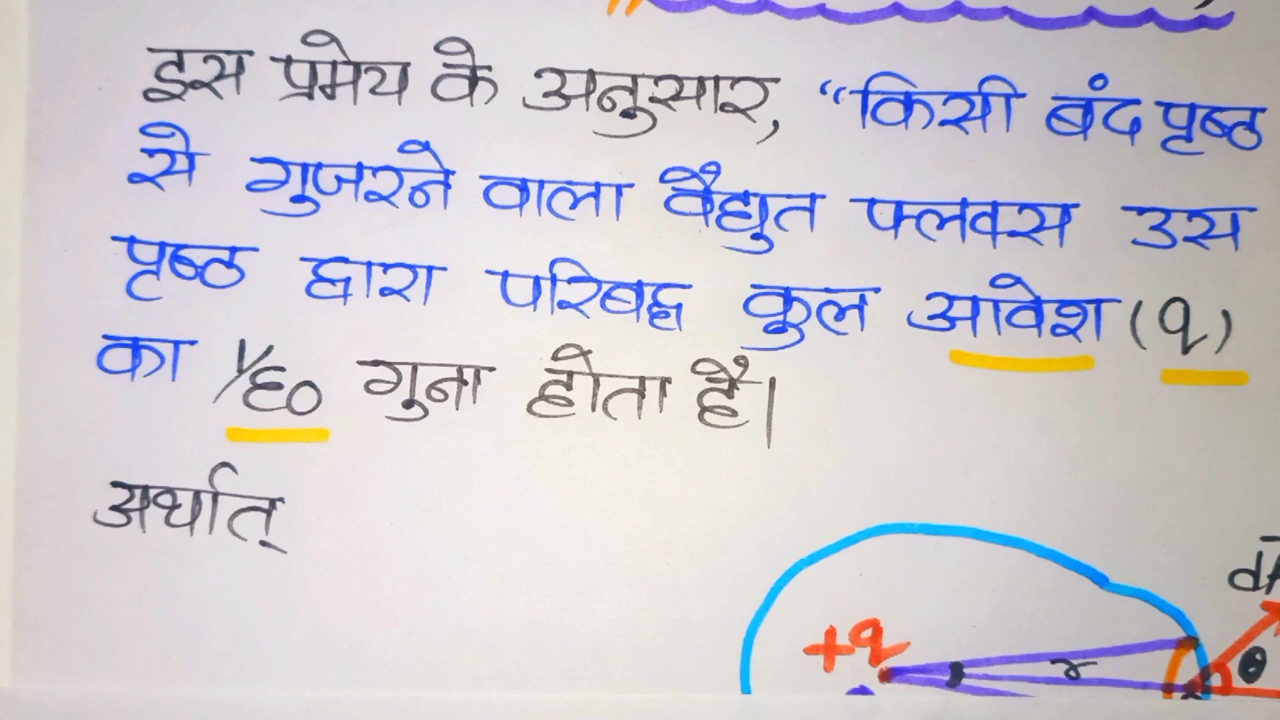 इस प्रमेय के अनुसार, “किसी बंद पृष्ठ
से गुजरने वाला वैद्युत फ्लक्स उस
पृष्ठ द्वारा परिबद्ध कुल आवेश (q)
का 1/ε0 गुना होता है।
अर्थात्
+q
r
θ